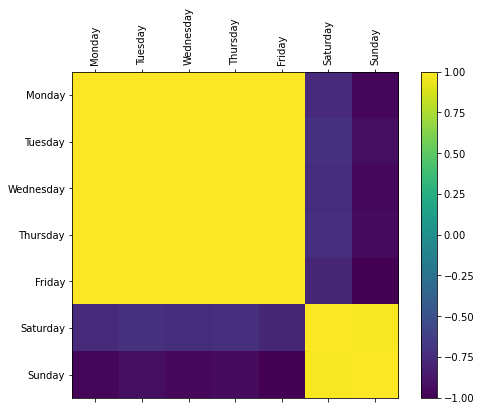 Monday
Tuesday
Wednesday
Thursday
Friday
Saturday
Sunday
Monday
Tuesday
Wednesday
Thursday
Friday
Saturday
Sunday
1.00
0.75
0.50
0.25
0.00
−0.25
−0.50
−0.75
−1.00